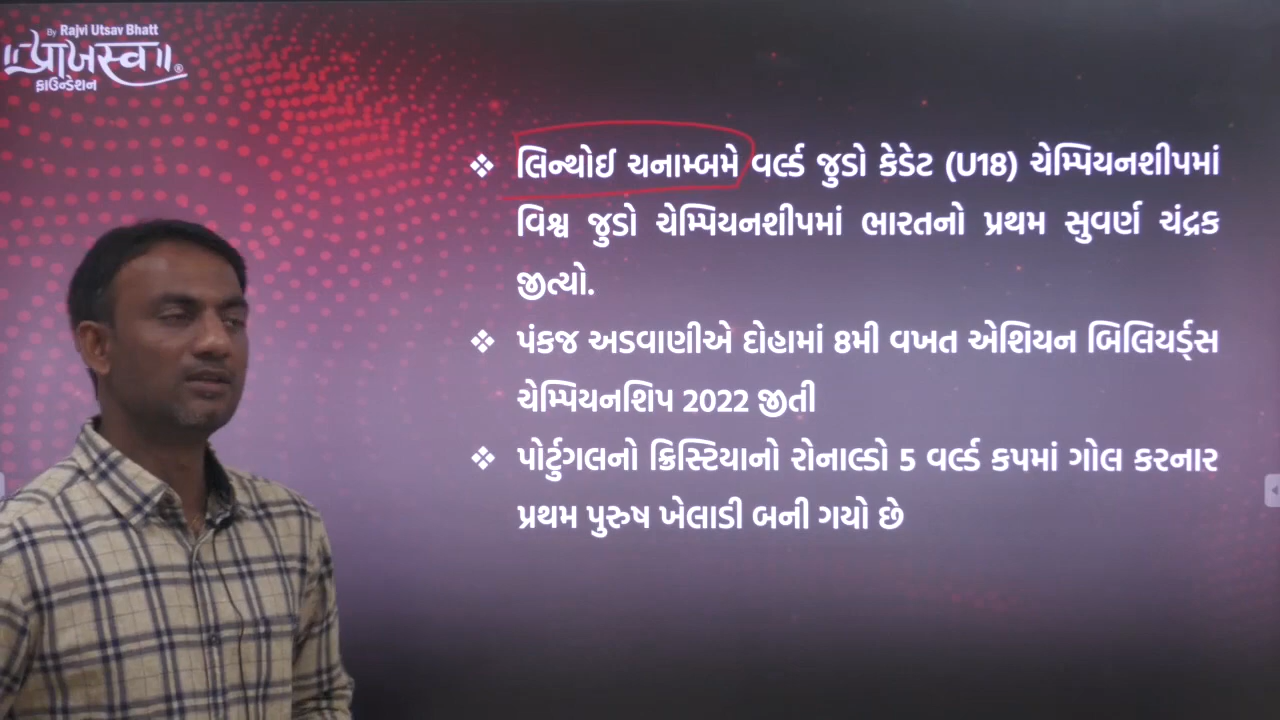 By Rajvi Utsav Bhatt
॥પ્રાખસ્વ॥®
ફાઉન્ડેશન
❖ લિન્થોઈ ચનામ્બમે વર્લ્ડ જુડો કેડેટ (U18) ચેમ્પિયનશીપમાં
વિશ્વ જુડો ચેમ્પિયનશીપમાં ભારતનો પ્રથમ સુવર્ણ ચંદ્રક
જીત્યો.
❖ પંકજ અડવાણીએ દોહામાં 8મી વખત એશિયન બિલિયર્ડ્સ
ચેમ્પિયનશિપ 2022 જીતી
❖ પોર્ટુગલનો ક્રિસ્ટિયાનો રોનાલ્ડો 5 વર્લ્ડ કપમાં ગોલ કરનાર
પ્રથમ પુરુષ ખેલાડી બની ગયો છે